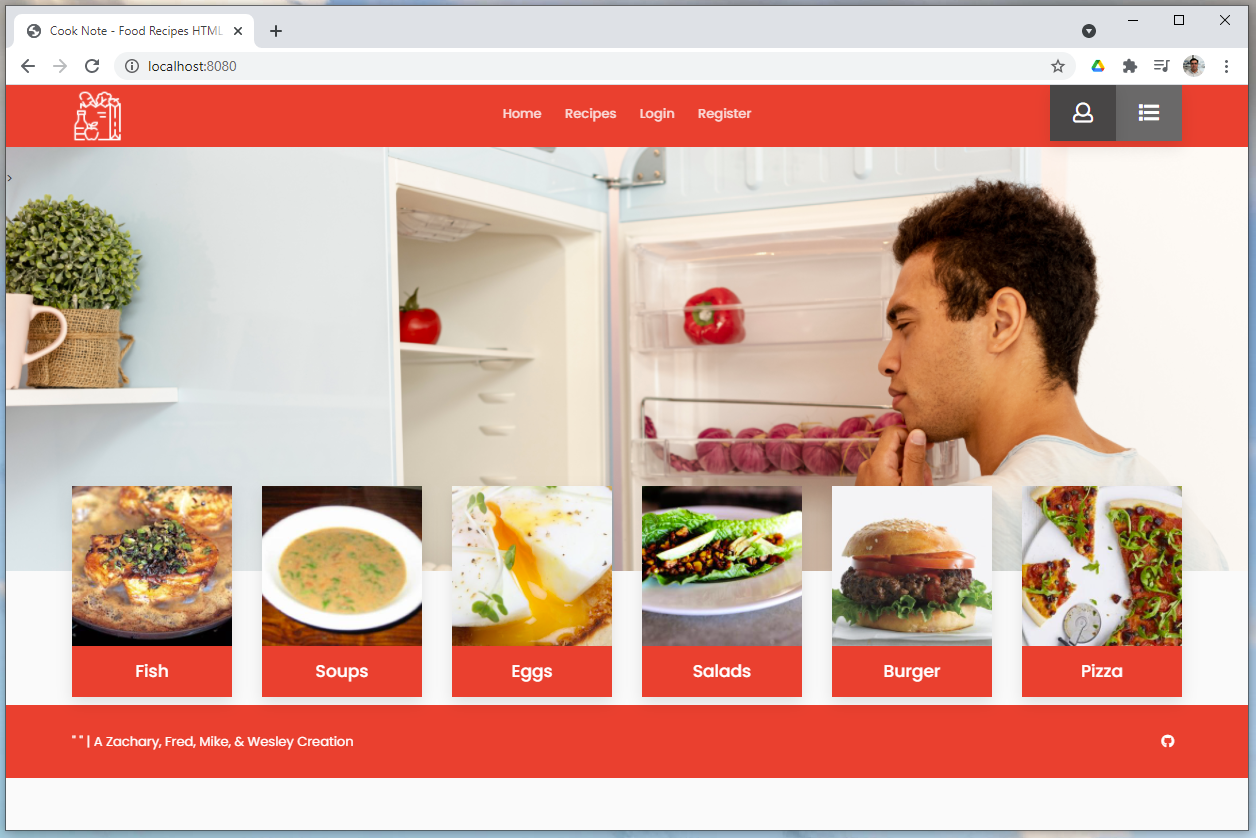 Cook Note - Food Recipes HTML
localhost:8080
Home Recipes Login Register
>
Fish Soups Eggs Salads Burger Pizza
" " | A Zachary, Fred, Mike, & Wesley Creation